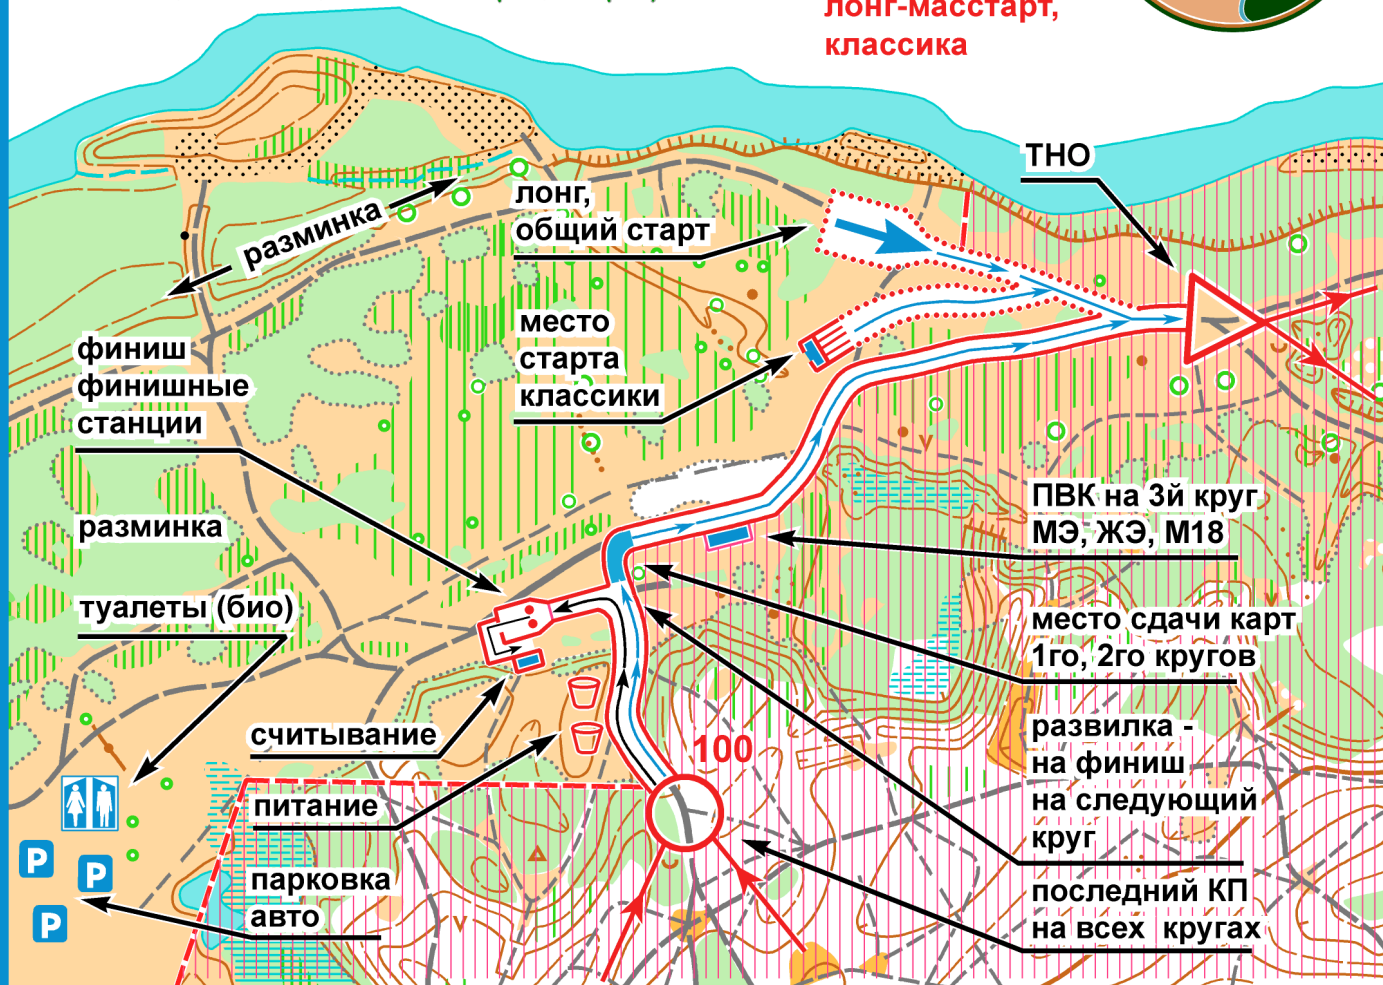 лонг-масстарт,
классика
ТНО
лонг,
общий старт
разминка
место
старта
классики
финиш
финишные
станции
разминка
ПВК на 3й круг
МЭ, ЖЭ, М18
туалеты (био)
место сдачи карт
1го, 2го кругов
считывание
100
развилка -
на финиш
на следующий
круг
питание
парковка
авто
последний КП
на всех кругах
P
P
P